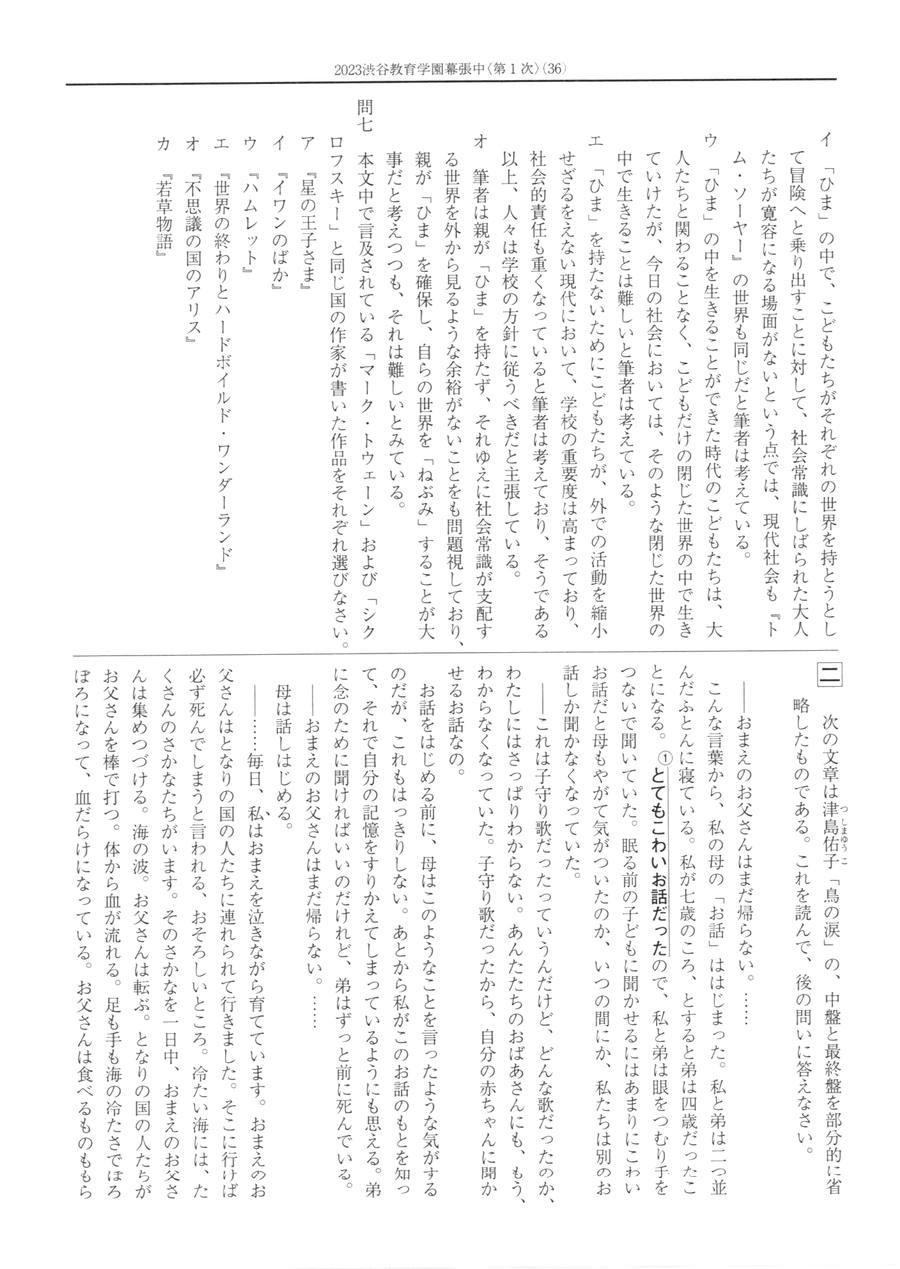 2023渋谷教育学園幕張中〈第1次〉(36)
イ　「ひま」の中で、こどもたちがそれぞれの世界を持とうとし
て冒険へと乗り出すことに対して、社会常識にしばられた大人
たちが寛容になる場面がないという点では、現代社会も『ト
ム・ソーヤー』の世界も同じだと筆者は考えている。
ウ　「ひま」の中を生きることができた時代のこどもたちは、大
人たちと関わることなく、こどもだけの閉じた世界の中で生き
ていけたが、今日の社会においては、そのような閉じた世界の
中で生きることは難しいと筆者は考えている。
エ　「ひま」を持たないためにこどもたちが、外での活動を縮小
せざるをえない現代において、学校の重要度は高まっており、
社会的責任も重くなっていると筆者は考えており、そうである
以上、人々は学校の方針に従うべきだと主張している。
オ　筆者は親が「ひま」を持たず、それゆえに社会常識が支配す
る世界を外から見るような余裕がないことをも問題視しており、
親が「ひま」を確保し、自らの世界を「ねぶみ」することが大
事だと考えつつも、それは難しいとみている。
問七　本文中で言及されている「マーク・トウェーン」および「シク
ロフスキー」と同じ国の作家が書いた作品をそれぞれ選びなさい。
ア　『星の王子さま』
イ　『イワンのばか』
ウ　『ハムレット』
エ　『世界の終わりとハードボイルド・ワンダーランド』
オ　『不思議の国のアリス』
カ　『若草物語』
二　次の文章は津島佑子「鳥の涙」の、中盤と最終盤を部分的に省
つしまゆうこ
略したものである。これを読んで、後の問いに答えなさい。
――おまえのお父さんはまだ帰らない。……
こんな言葉から、私の母の「お話」ははじまった。私と弟は二つ並
んだふとんに寝ている。私が七歳のころ、とすると弟は四歳だったこ
とになる。①とてもこわいお話だったので、私と弟は眼をつむり手を
つないで聞いていた。眠る前の子どもに聞かせるにはあまりにこわい
お話だと母もやがて気がついたのか、いつの間にか、私たちは別のお
話しか聞かなくなっていた。
――これは子守り歌だったっていうんだけど、どんな歌だったのか、
わたしにはさっぱりわからない。あんたたちのおばあさんにも、もう、
わからなくなっていた。子守り歌だったから、自分の赤ちゃんに聞か
せるお話なの。
お話をはじめる前に、母はこのようなことを言ったような気がする
のだが、これもはっきりしない。あとから私がこのお話のもとを知っ
て、それで自分の記憶をすりかえてしまっているようにも思える。弟
に念のために聞ければいいのだけれど、弟はずっと前に死んでいる。
――おまえのお父さんはまだ帰らない。……
母は話しはじめる。
――……毎日、私はおまえを泣きながら育てています。おまえのお
父さんはとなりの国の人たちに連れられて行きました。そこに行けば
必ず死んでしまうと言われる、おそろしいところ。冷たい海には、た
くさんのさかなたちがいます。そのさかなを一日中、おまえのお父さ
んは集めつづける。海の波。お父さんは転ぶ。となりの国の人たちが
お父さんを棒で打つ。体から血が流れる。足も手も海の冷たさでぼろ
ぼろになって、血だらけになっている。お父さんは食べるものももら